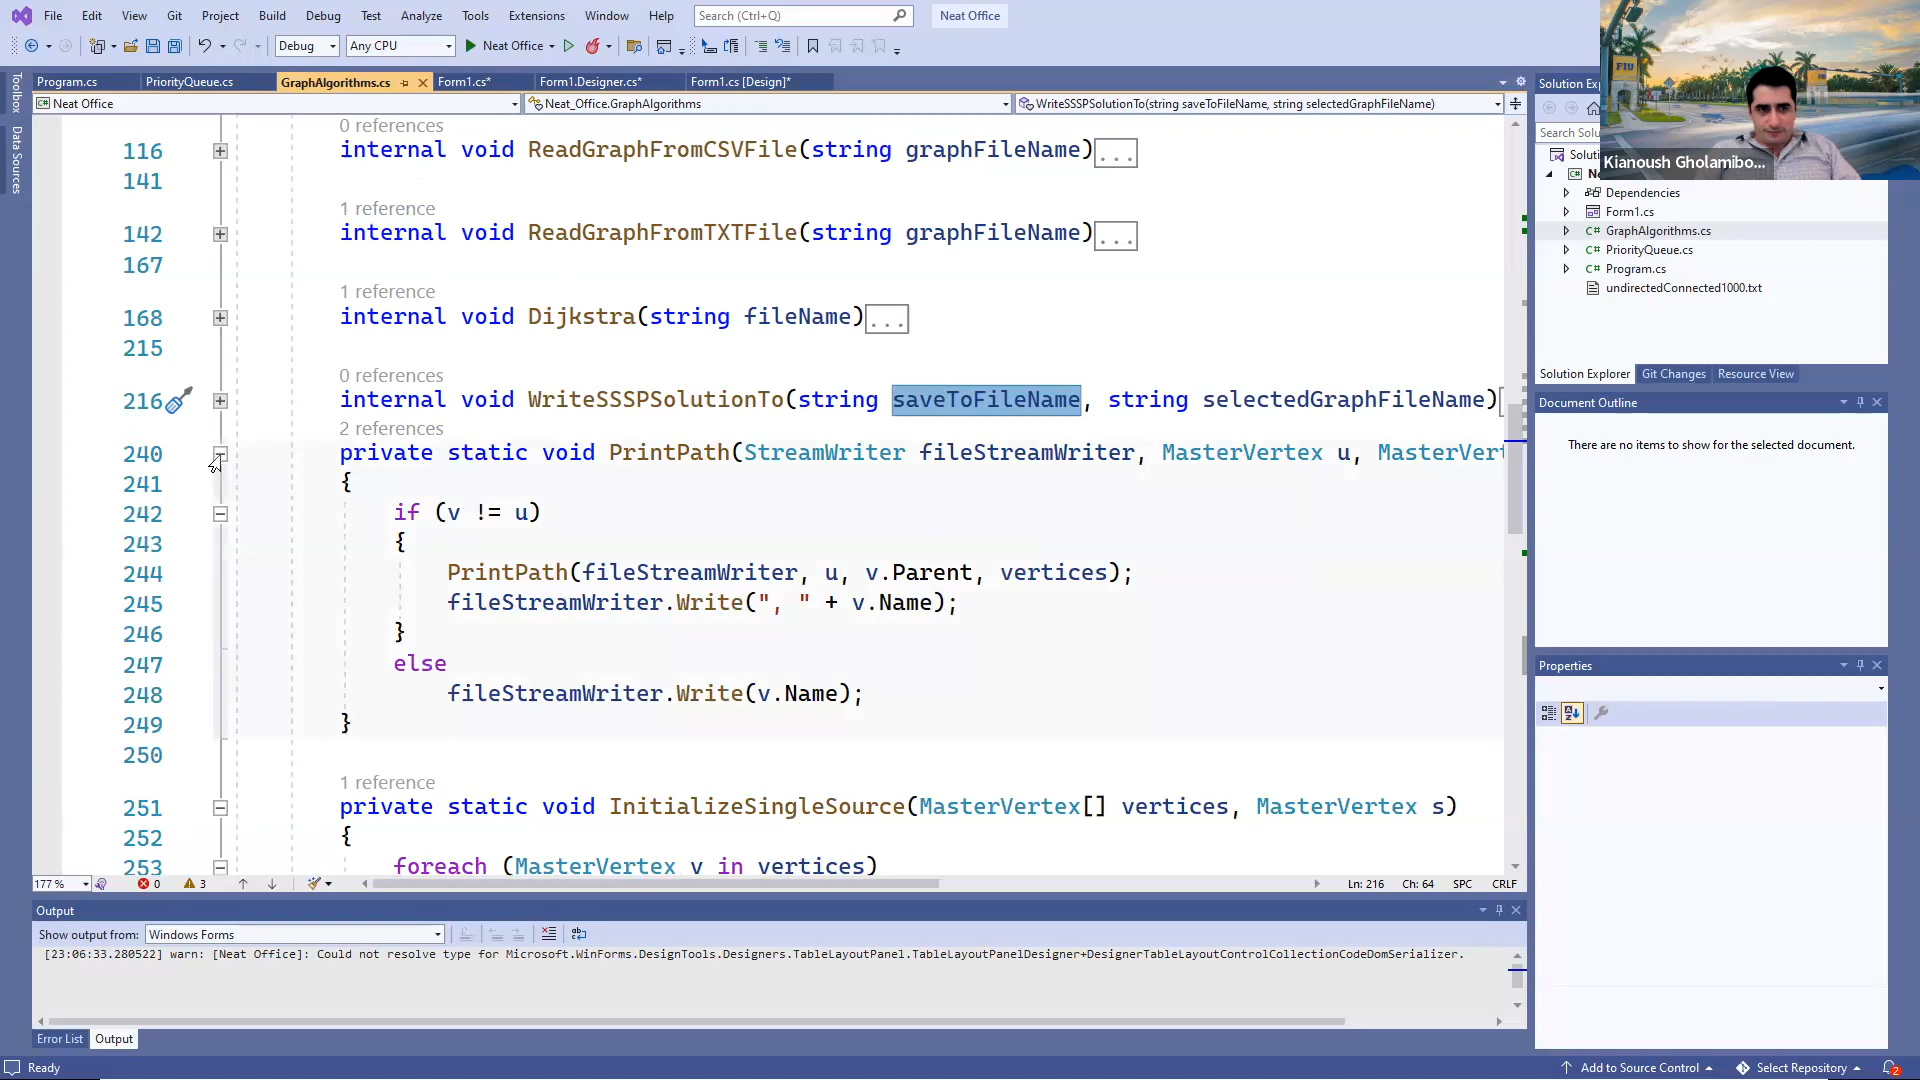 File Edit View Git Project Build Debug Test Analyze Tools Extensions Window Help Search (Ctrl+Q) Neat Office
Debug Any CPU Neat Office
Program.cs PriorityQueue.cs GraphAlgorithms.cs Form1.cs* Form1.Designer.cs* Form1.cs [Design]*
Neat Office Neat_Office.GraphAlgorithms WriteSSSPSolutionTo(string saveToFileName, string selectedGraphFileName)
Toolbox
Data Sources
0 references
116 internal void ReadGraphFromCSVFile(string graphFileName)...
141
1 reference
142 internal void ReadGraphFromTXTFile(string graphFileName)...
167
1 reference
168 internal void Dijkstra(string fileName)...
215
0 references
216 internal void WriteSSSPSolutionTo(string saveToFileName, string selectedGraphFileName)
2 references
240 private static void PrintPath(StreamWriter fileStreamWriter, MasterVertex u, MasterVert
241 {
242 if (v != u)
243 {
244 PrintPath(fileStreamWriter, u, v.Parent, vertices);
245 fileStreamWriter.Write(", " + v.Name);
246 }
247 else
248 fileStreamWriter.Write(v.Name);
249 }
250
1 reference
251 private static void InitializeSingleSource(MasterVertex[] vertices, MasterVertex s)
252 {
253 foreach (MasterVertex v in vertices)
177 % 0 3 Ln: 216 Ch: 64 SPC CRLF
Output
Show output from: Windows Forms
[23:06:33.280522] warn: [Neat Office]: Could not resolve type for Microsoft.WinForms.DesignTools.Designers.TableLayoutPanel.TableLayoutPanelDesigner+DesignerTableLayoutControlCollectionCodeDomSerializer.
Error List Output
Ready Add to Source Control Select Repository 2
Solution Exp
Search Solu
Soluti
Ne
Dependencies
C# Form1.cs
C# GraphAlgorithms.cs
C# PriorityQueue.cs
C# Program.cs
undirectedConnected1000.txt
Solution Explorer Git Changes Resource View
Document Outline
There are no items to show for the selected document.
Properties
FIU
Kianoush Gholamibo...